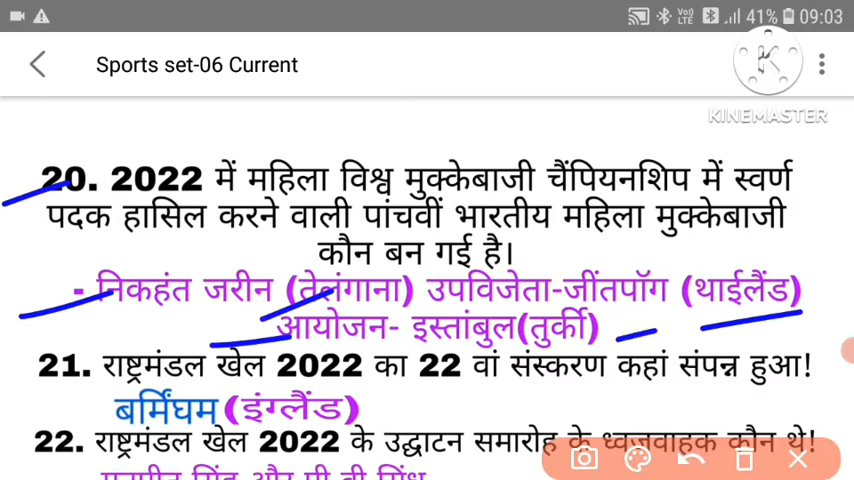 VoD LTE 41% 09:03
Sports set-06 Current
KINEMASTER
20. 2022 में महिला विश्व मुक्केबाजी चैंपियनशिप में स्वर्ण
पदक हासिल करने वाली पांचवीं भारतीय महिला मुक्केबाजी
कौन बन गई है।
- निकहंत जरीन (तेलंगाना) उपविजेता-जींतपॉग (थाईलैंड)
आयोजन- इस्तांबुल(तुर्की)
21. राष्ट्रमंडल खेल 2022 का 22 वां संस्करण कहां संपन्न हुआ!
बर्मिंघम (इंग्लैंड)
22. राष्ट्रमंडल खेल 2022 के उद्घाटन समारोह के ध्वजवाहक कौन थे!